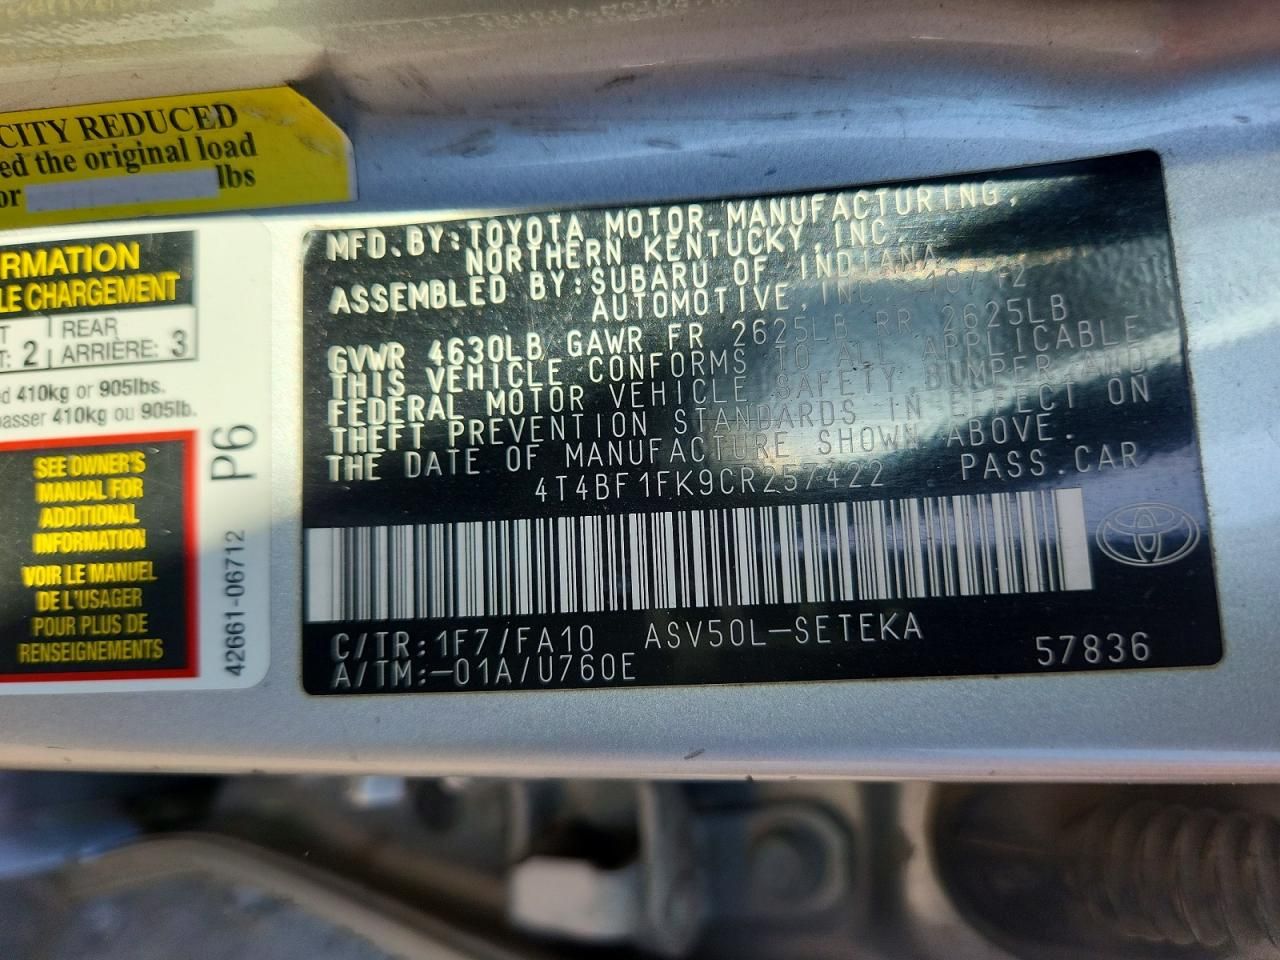 CITY REDUCED
ed the original load
or lbs
RMATION
LE CHARGEMENT
T REAR
: 2 ARRIÈRE: 3
d 410kg or 905lbs.
passer 410kg ou 905lb.
SEE OWNER'S
MANUAL FOR
ADDITIONAL
INFORMATION
VOIR LE MANUEL
DE L'USAGER
POUR PLUS DE
RENSEIGNEMENTS
P6
42661-06712
MFD.BY:TOYOTA MOTOR MANUFACTURING,
NORTHERN KENTUCKY,INC
ASSEMBLED BY:SUBARU OF INDIANA
AUTOMOTIVE,INC. 10/12
GVWR 4630LB GAWR FR 2625LB RR 2625LB
THIS VEHICLE CONFORMS TO ALL APPLICABLE
FEDERAL MOTOR VEHICLE SAFETY,BUMPER,AND
THEFT PREVENTION STANDARDS IN EFFECT ON
THE DATE OF MANUFACTURE SHOWN ABOVE.
4T4BF1FK9CR257422 PASS.CAR
C/TR:1F7/FA10 ASV50L-SETEKA
A/TM:-01A/U760E 57836